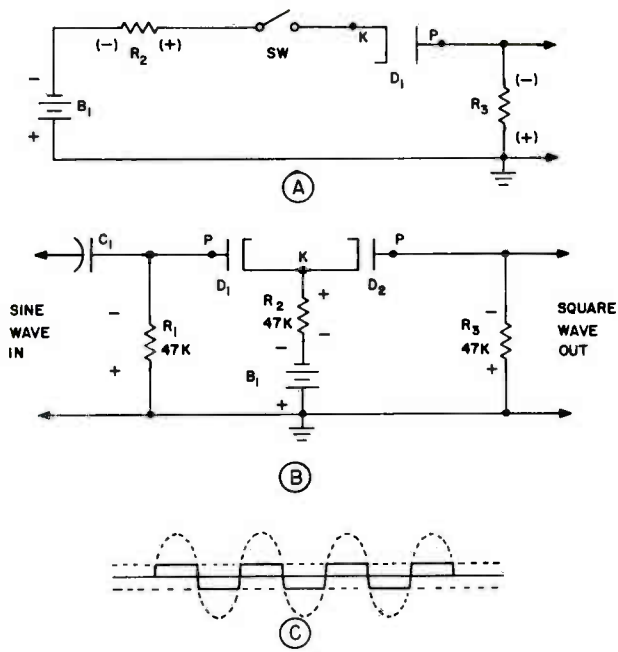 K
P
(-) (+)
R2
SW
D1
-
B1
+
R3
(-)
(+)
A
C1
P
K
P
D1
D2
SINE
WAVE
IN
-
R1
47K
+
R2
47K
+
-
-
B1
+
-
R3
47K
+
SQUARE
WAVE
OUT
B
C